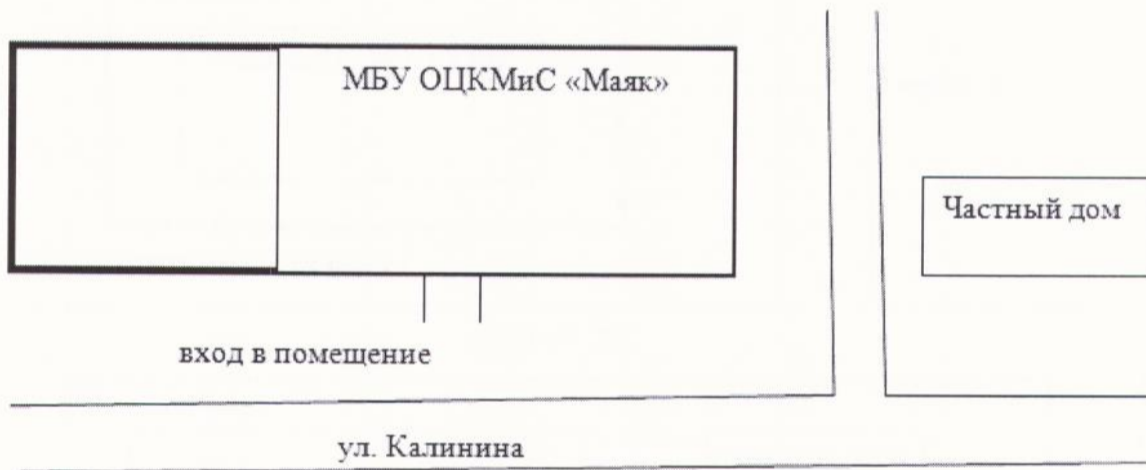 МБУ ОЦКМиС «Маяк»
Частный дом
вход в помещение
ул. Калинина